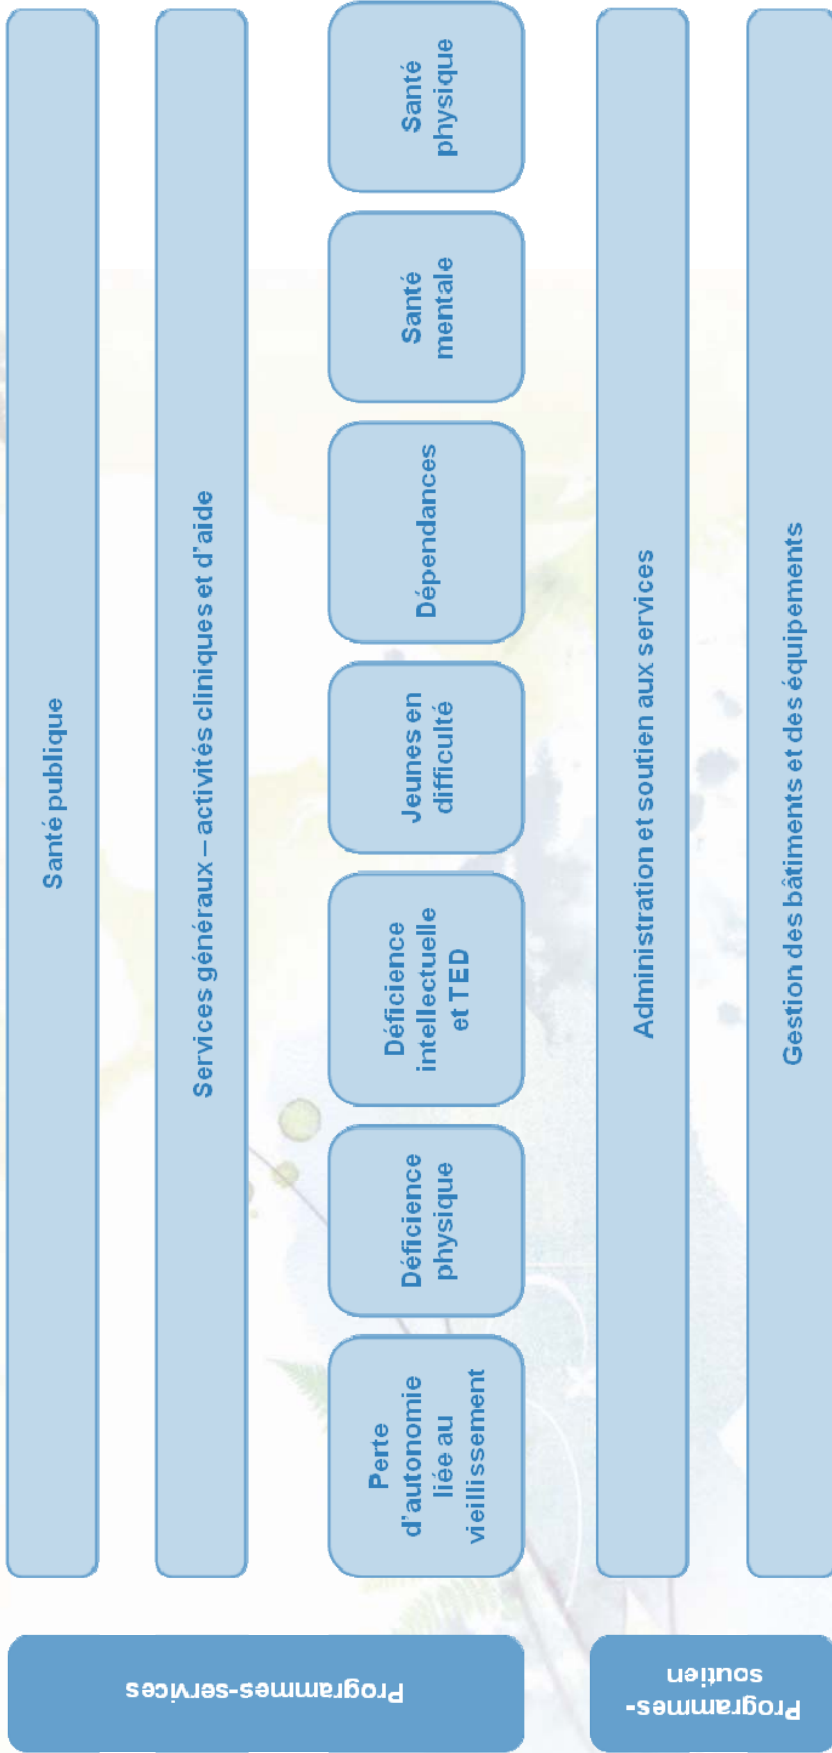 Programmes-services
Santé publique
Services généraux – activités cliniques et d'aide
Perte
d'autonomie
liée au
vieillissement
Déficience
physique
Déficience
intellectuelle
et TED
Jeunes en
difficulté
Dépendances
Santé
mentale
Santé
physique
Programmes-
soutien
Administration et soutien aux services
Gestion des bâtiments et des équipements